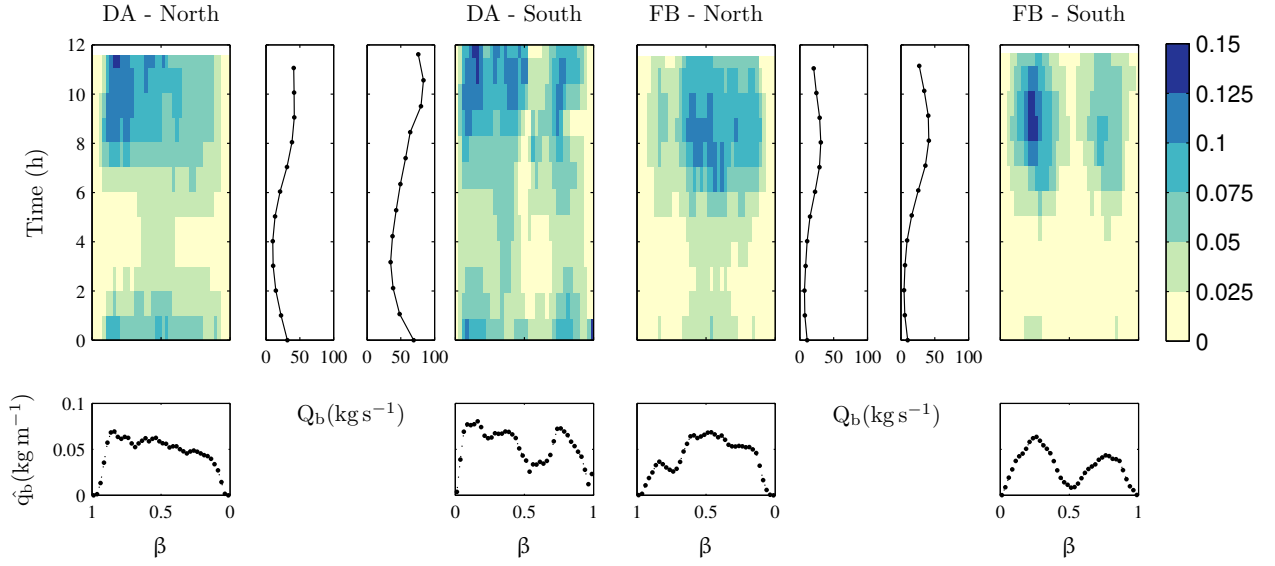 DA - North DA - South FB - North FB - South
12 0.15
10 0.125
8 0.1
6 0.075
4 0.05
2 0.025
0 0
Time (h)
0 50 100 0 50 100 0 50 100 0 50 100
Q_b(kg s⁻¹) Q_b(kg s⁻¹)
0.1
0.05
0
q̂_b(kg m⁻¹)
1 0.5 0 0 0.5 1 1 0.5 0 0 0.5 1
β β β β